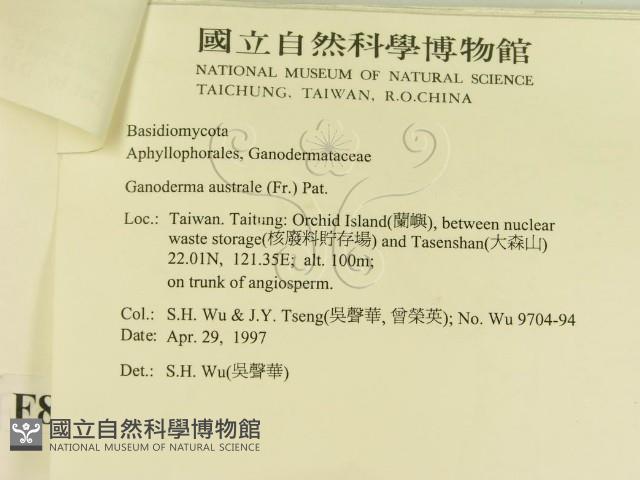 國立自然科學博物館
NATIONAL MUSEUM OF NATURAL SCIENCE
TAICHUNG, TAIWAN, R.O.CHINA
Basidiomycota
Aphyllophorales, Ganodermataceae
Ganoderma australe (Fr.) Pat.
Loc.: Taiwan. Taitung: Orchid Island(蘭嶼), between nuclear
waste storage(核廢料貯存場) and Tasenshan(大森山)
22.01N, 121.35E; alt. 100m;
on trunk of angiosperm.
Col.: S.H. Wu & J.Y. Tseng(吳聲華, 曾榮英); No. Wu 9704-94
Date: Apr. 29, 1997
Det.: S.H. Wu(吳聲華)
F8
國立自然科學博物館
NATIONAL MUSEUM OF NATURAL SCIENCE